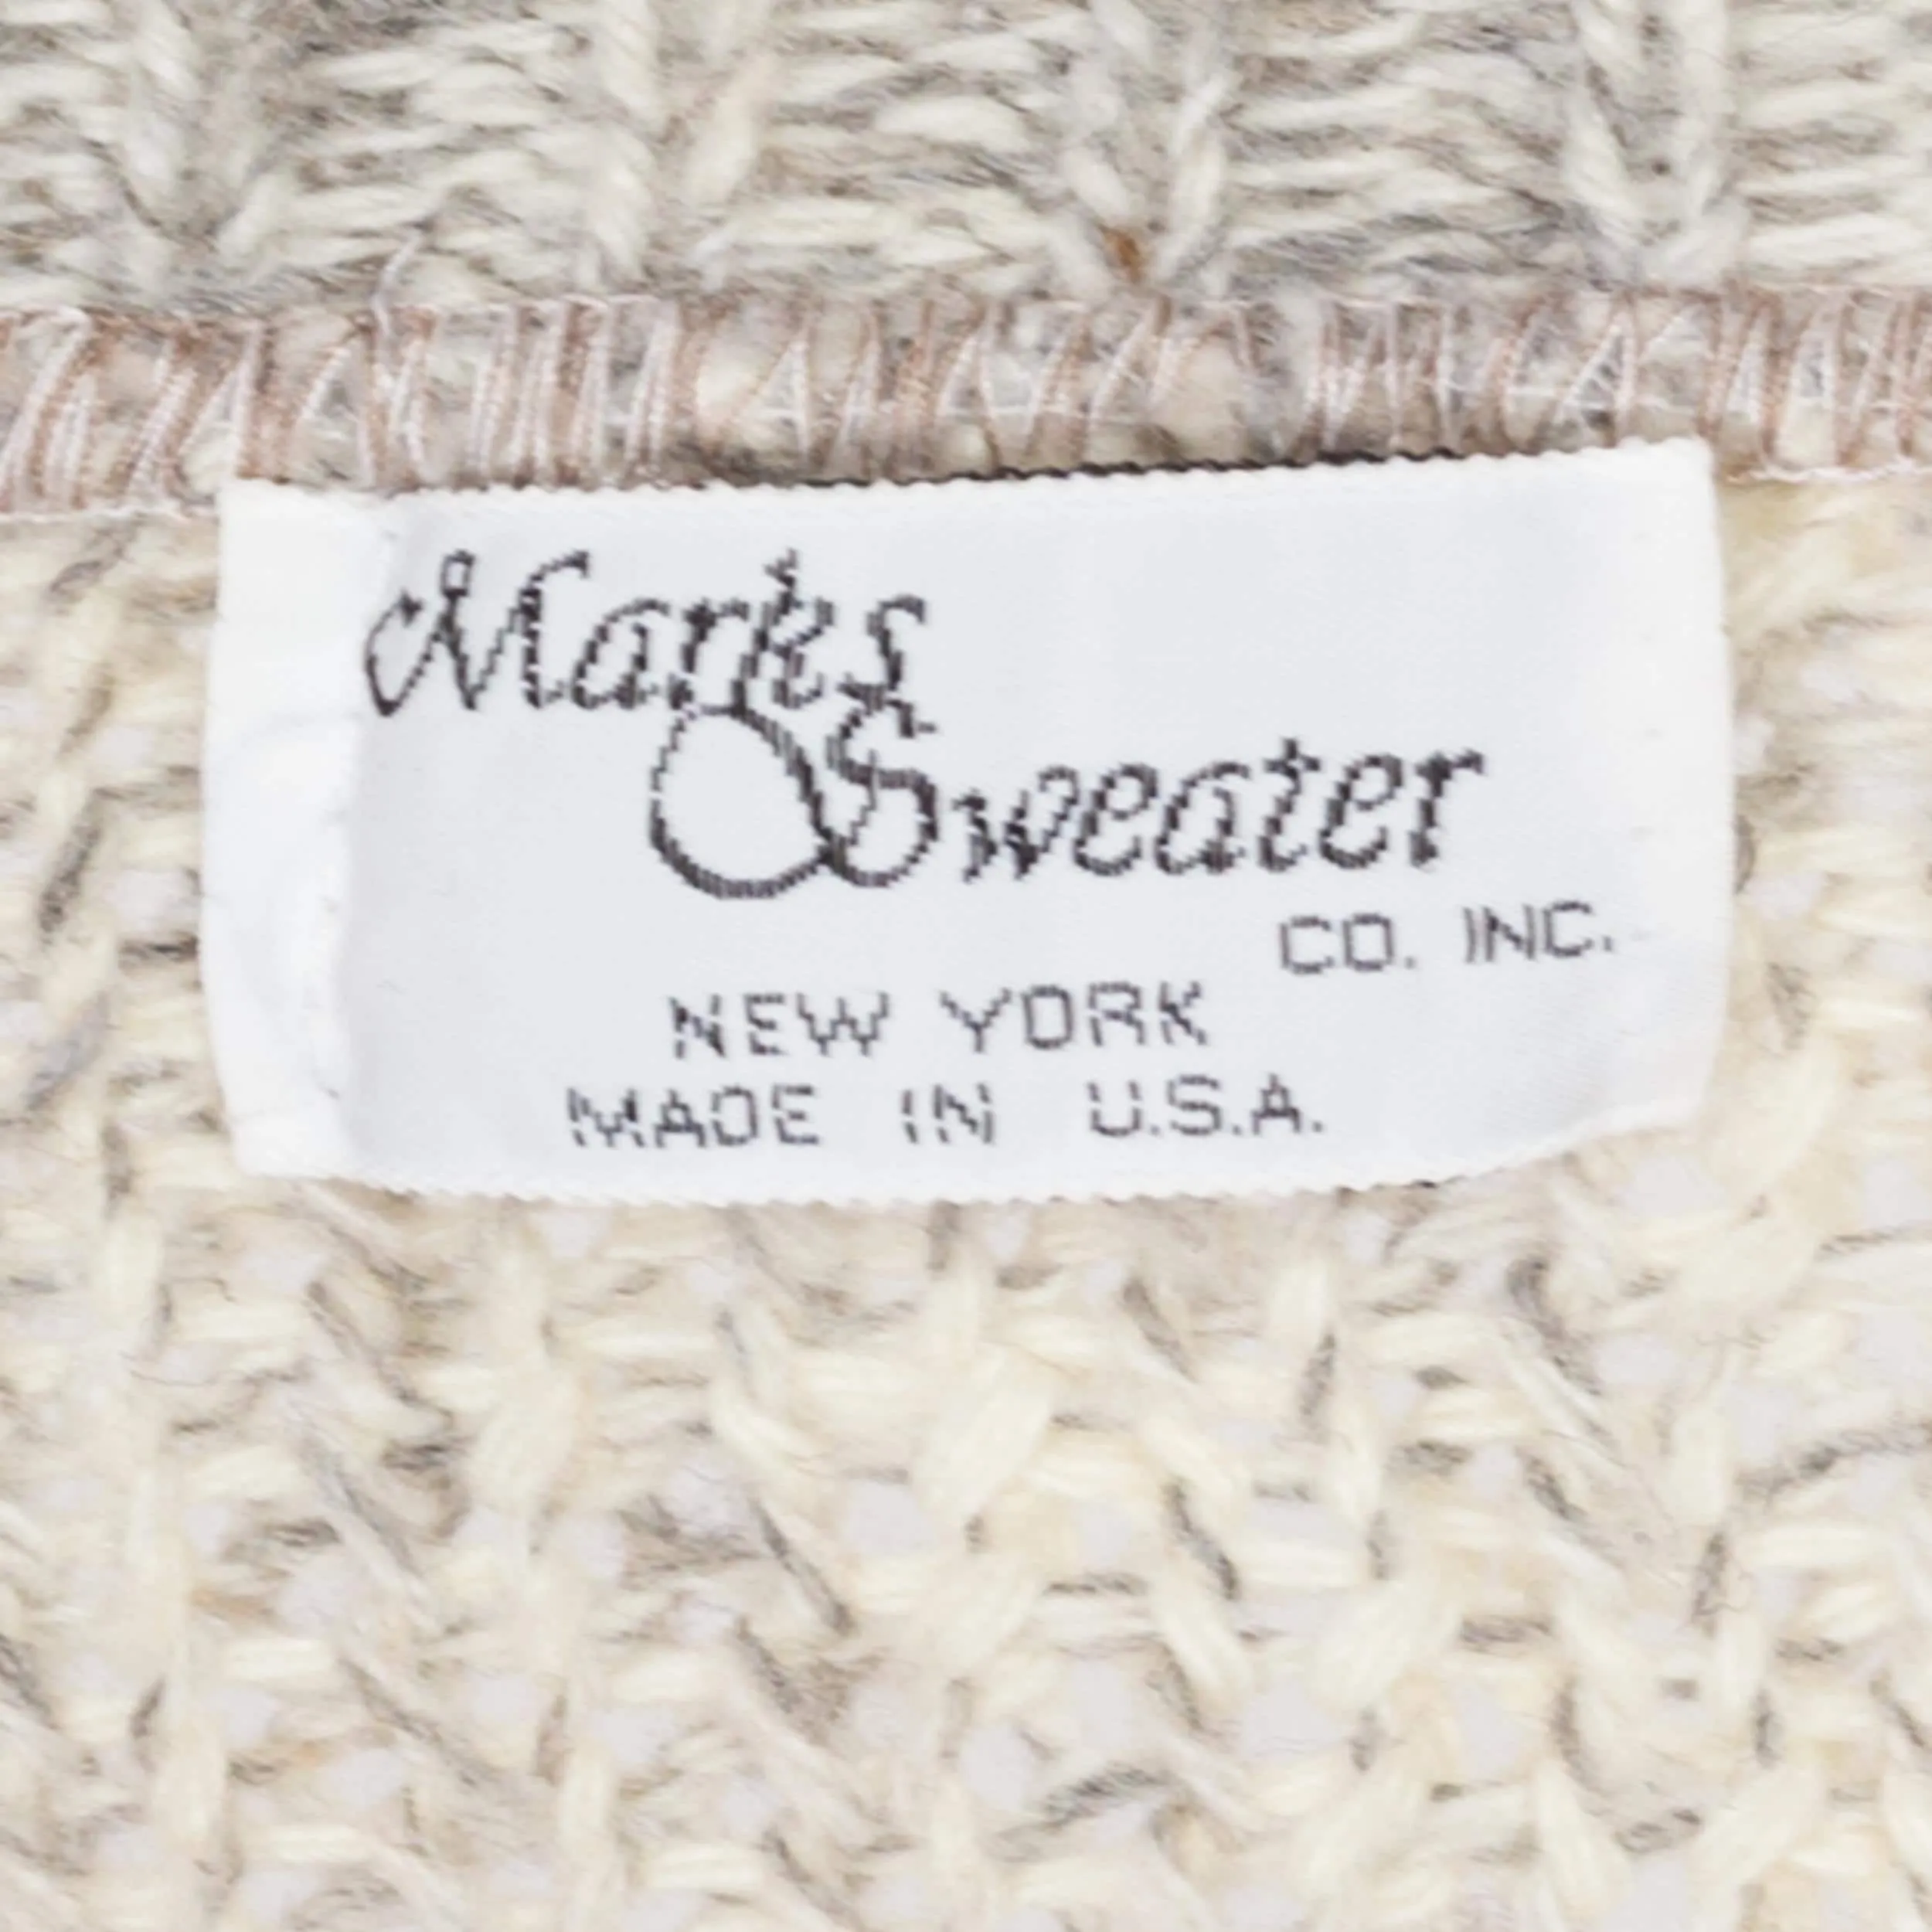 Marks
Sweater
CO. INC.
NEW YORK
MADE IN U.S.A.